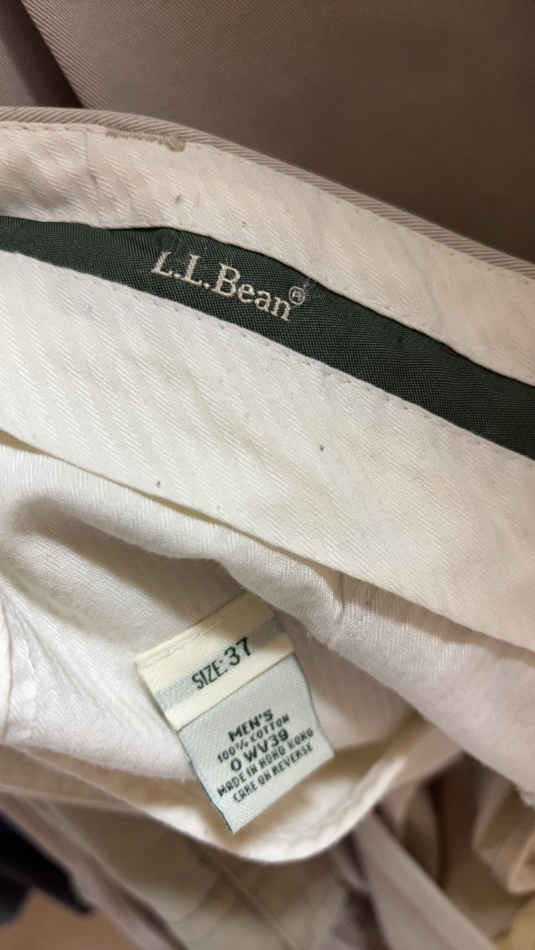 L.L.Bean®
SIZE: 37
MEN'S
100% COTTON
0 WV39
MADE IN HONG KONG
CARE ON REVERSE